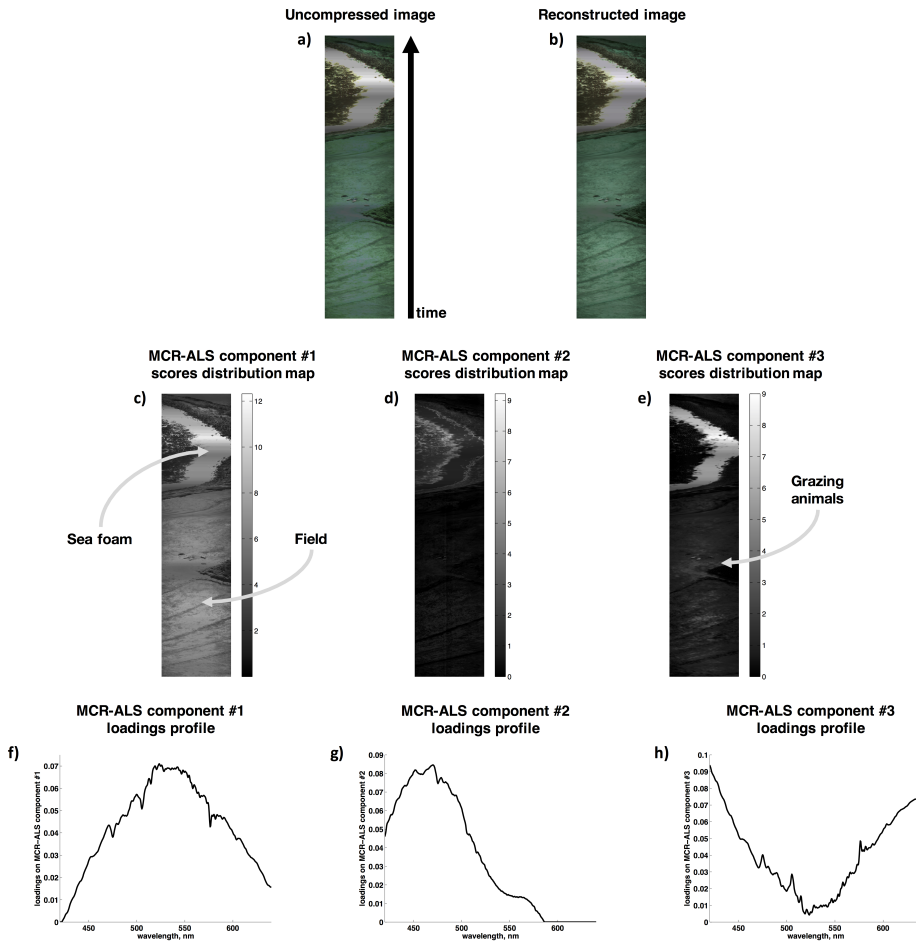 Uncompressed image
Reconstructed image
a)
b)
time
MCR-ALS component #1
scores distribution map
MCR-ALS component #2
scores distribution map
MCR-ALS component #3
scores distribution map
c)
d)
e)
12
10
8
6
4
2
9
8
7
6
5
4
3
2
1
0
9
8
7
6
5
4
3
2
1
0
Sea foam
Field
Grazing
animals
MCR-ALS component #1
loadings profile
MCR-ALS component #2
loadings profile
MCR-ALS component #3
loadings profile
f)
g)
h)
loadings on MCR–ALS component #1
0.07
0.06
0.05
0.04
0.03
0.02
0.01
0
450 500 550 600
wavelength, nm
loadings on MCR–ALS component #2
0.09
0.08
0.07
0.06
0.05
0.04
0.03
0.02
0.01
0
450 500 550 600
wavelength, nm
loadings on MCR–ALS component #3
0.1
0.09
0.08
0.07
0.06
0.05
0.04
0.03
0.02
0.01
0
450 500 550 600
wavelength, nm